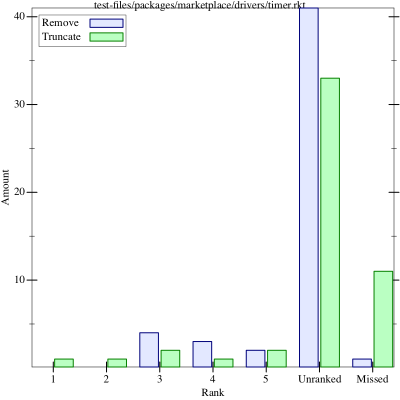 test-files/packages/marketplace/drivers/timer.rkt
Remove
Truncate
40
30
20
10
Amount
1 2 3 4 5 Unranked Missed
Rank